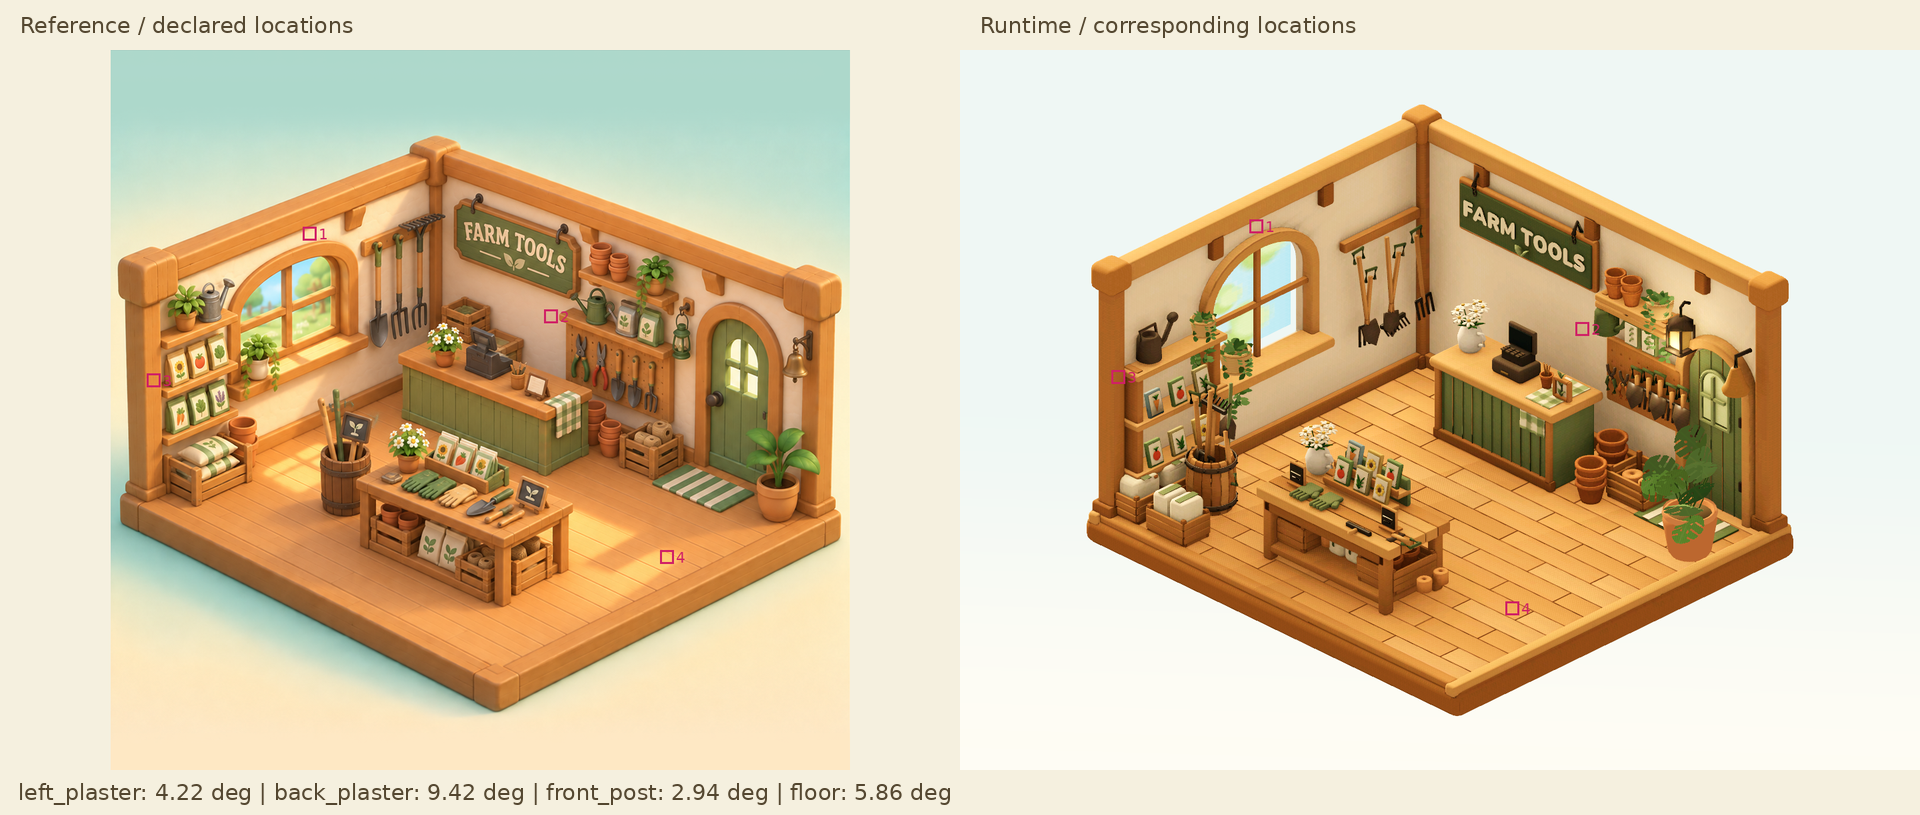 Reference / declared locations
Runtime / corresponding locations
FARM TOOLS
FARM TOOLS
1
2
4
1
2
3
4
left_plaster: 4.22 deg | back_plaster: 9.42 deg | front_post: 2.94 deg | floor: 5.86 deg